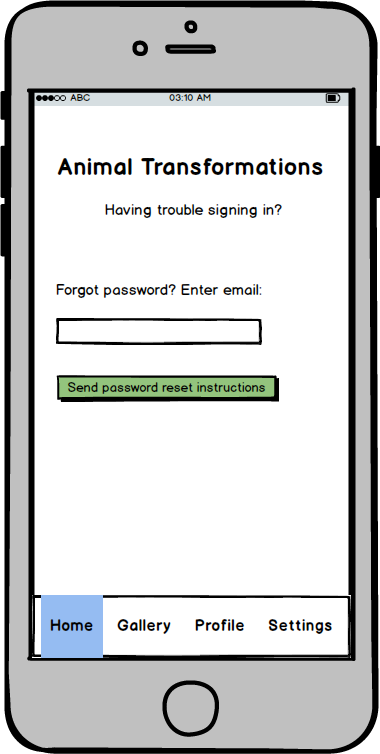 ABC 03:10 AM
Animal Transformations
Having trouble signing in?
Forgot password? Enter email:
Send password reset instructions
Home Gallery Profile Settings